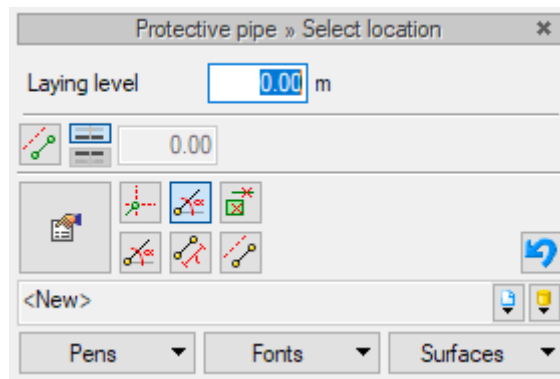 Protective pipe » Select location
Laying level 0.00 m
0.00
<New>
Pens Fonts Surfaces